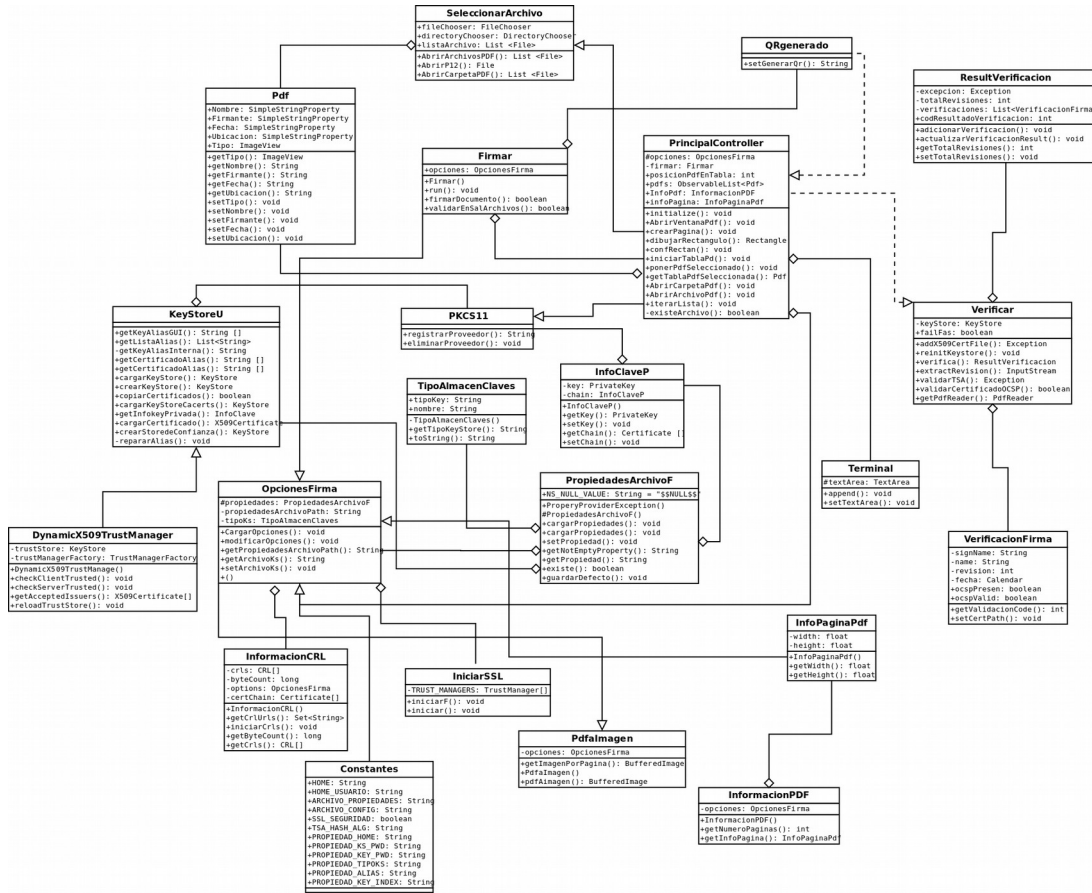 SeleccionarArchivo
+fileChooser: FileChooser
+directoryChooser: DirectoryChooser
+listaArchivo: List <File>
+AbrirArchivosPDF(): List <File>
+AbrirP12(): File
+AbrirCarpetaPDF(): List <File>
QRgenerado
+setGenerarQr(): String
ResultVerificacion
-excepcion: Exception
-totalRevisiones: int
-verificaciones: List<VerificacionFirma
+codResultadoVerificacion: int
+adicionarVerificacion(): void
+actualizarVerificacionResult(): void
+getTotalRevisiones(): int
+setTotalRevisiones(): void
Pdf
+Nombre: SimpleStringProperty
+Firmante: SimpleStringProperty
+Fecha: SimpleStringProperty
+Ubicacion: SimpleStringProperty
+Tipo: ImageView
+getTipo(): ImageView
+getNombre(): String
+getFirmante(): String
+getFecha(): String
+getUbicacion(): String
+setTipo(): void
+setNombre(): void
+setFirmante(): void
+setFecha(): void
+setUbicacion(): void
Firmar
+opciones: OpcionesFirma
+Firmar()
+run(): void
+firmarDocumento(): boolean
+validarEnSalArchivos(): boolean
PrincipalController
#opciones: OpcionesFirma
-firmar: Firmar
+posicionPdfEnTabla: int
+pdfs: ObservableList<Pdf>
+InfoPdf: InformacionPDF
+infoPagina: InfoPaginaPdf
+initialize(): void
+AbrirVentanaPdf(): void
+crearPagina(): void
+dibujarRectangulo(): Rectangle
+confRectan(): void
+iniciarTablaPd(): void
+ponerPdfSeleccionado(): void
+getTablaPdfSeleccionada(): Pdf
+AbrirCarpetaPdf(): void
+AbrirArchivoPdf(): void
+iterarLista(): void
-existeArchivo(): boolean
KeyStoreU
+getKeyAliasGUI(): String []
+getListaAlias(): List<String>
-getKeyAliasInterna(): String
+getCertificadoAlias(): String []
+getCertificadoAlias(): String []
+cargarKeyStore(): KeyStore
+crearKeyStore(): KeyStore
+copiarCertificados(): boolean
+cargarKeyStoreCacerts(): KeyStore
+getInfokeyPrivada(): InfoClave
+cargarCertificado(): X509Certificate
+crearStoredeConfianza(): KeyStore
-repararAlias(): void
PKCS11
+registrarProveedor(): String
+eliminarProveedor(): void
Verificar
-keyStore: KeyStore
+failFas: boolean
+addX509CertFile(): Exception
+reinitKeystore(): void
+verifica(): ResultVerificacion
+extractRevision(): InputStream
+validarTSA(): Exception
+validarCertificadoOCSP(): boolean
+getPdfReader(): PdfReader
InfoClaveP
-key: PrivateKey
-chain: InfoClaveP
+InfoClaveP()
+getKey(): PrivateKey
+setKey(): void
+getChain(): Certificate []
+setChain(): void
TipoAlmacenClaves
+tipoKey: String
+nombre: String
-TipoAlmacenClaves()
+getTipoKeyStore(): String
+toString(): String
Terminal
#textArea: TextArea
+append(): void
+setTextArea(): void
PropiedadesArchivoF
+NS_NULL_VALUE: String = "$$NULL$$"
+ProperyProviderException()
#PropiedadesArchivoF()
+cargarPropiedades(): void
+cargarPropiedades(): void
+setPropiedad(): void
+getNotEmptyProperty(): String
+getPropiedad(): String
+existe(): boolean
+guardarDefecto(): void
OpcionesFirma
#propiedades: PropiedadesArchivoF
-propiedadesArchivoPath: String
-tipoKs: TipoAlmacenClaves
+CargarOpciones(): void
+modificarOpciones(): void
+getPropiedadesArchivoPath(): String
+getArchivoKs(): String
+setArchivoKs(): void
+()
DynamicX509TrustManager
-trustStore: KeyStore
-trustManagerFactory: TrustManagerFactory
+DynamicX509TrustManage()
+checkClientTrusted(): void
+checkServerTrusted(): void
+getAcceptedIssuers(): X509Certificate[]
+reloadTrustStore(): void
VerificacionFirma
-signName: String
-name: String
-revision: int
-fecha: Calendar
+ocspPresen: boolean
+ocspValid: boolean
+getValidacionCode(): int
+setCertPath(): void
InfoPaginaPdf
-width: float
-height: float
+InfoPaginaPdf()
+getWidth(): float
+getHeight(): float
InformacionCRL
-crls: CRL[]
-byteCount: long
-options: OpcionesFirma
-certChain: Certificate[]
+InformacionCRL()
+getCrlUrls(): Set<String>
+iniciarCrls(): void
+getByteCount(): long
+getCrls(): CRL[]
IniciarSSL
-TRUST_MANAGERS: TrustManager[]
+iniciarF(): void
+iniciar(): void
PdfaImagen
-opciones: OpcionesFirma
+getImagenPorPagina(): BufferedImage
+PdfaImagen()
+pdfAimagen(): BufferedImage
Constantes
+HOME: String
+HOME_USUARIO: String
+ARCHIVO_PROPIEDADES: String
+ARCHIVO_CONFIG: String
+SSL_SEGURIDAD: boolean
+TSA_HASH_ALG: String
+PROPIEDAD_HOME: String
+PROPIEDAD_KS_PWD: String
+PROPIEDAD_KEY_PWD: String
+PROPIEDAD_TIPOKS: String
+PROPIEDAD_ALIAS: String
+PROPIEDAD_KEY_INDEX: String
InformacionPDF
-opciones: OpcionesFirma
+InformacionPDF()
+getNumeroPaginas(): int
+getInfoPagina(): InfoPaginaPdf